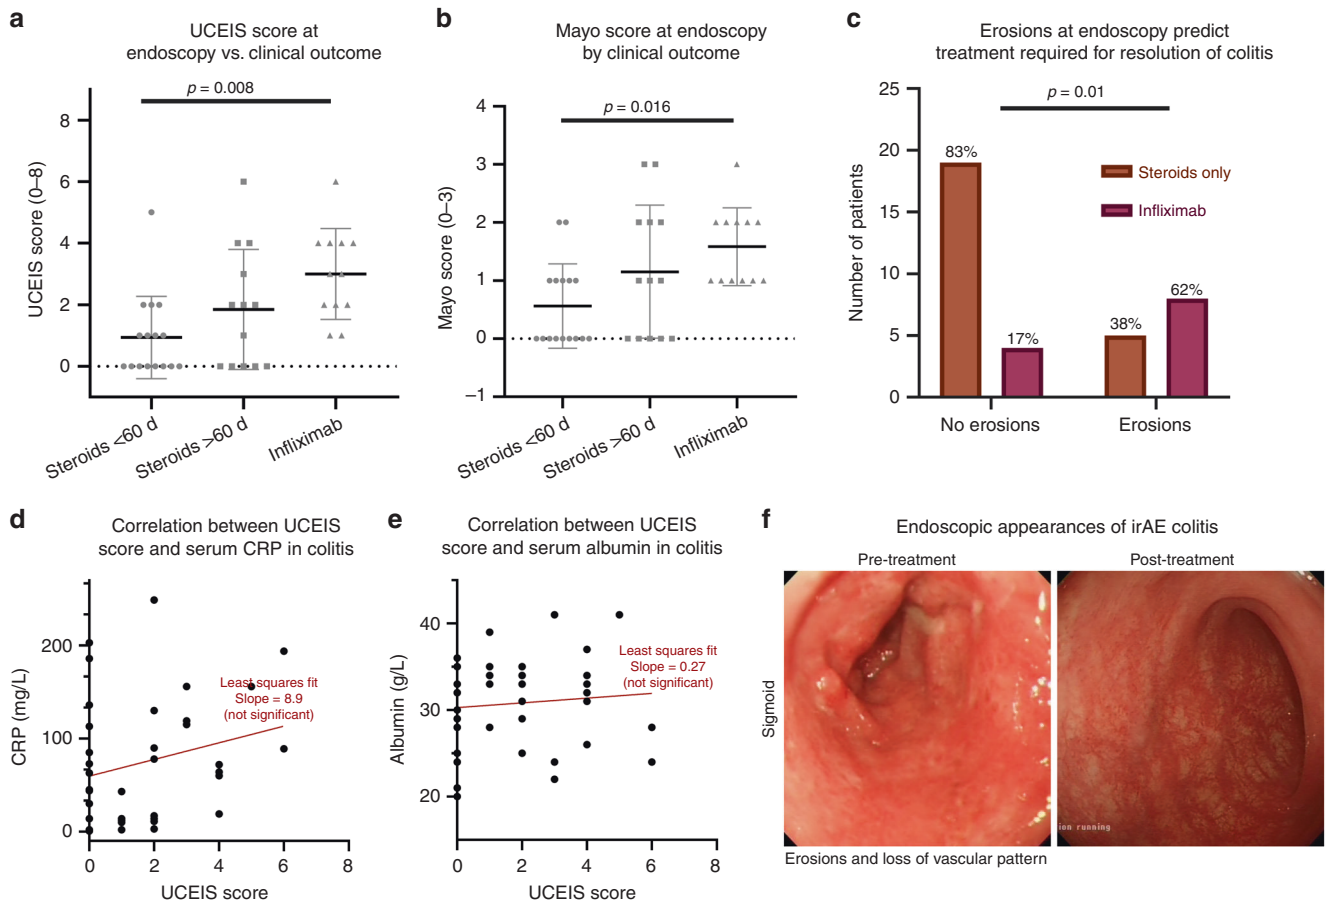 a
UCEIS score at
endoscopy vs. clinical outcome
p = 0.008
UCEIS score (0–8)
8
6
4
2
0
Steroids <60 d
Steroids >60 d
Infliximab
b
Mayo score at endoscopy
by clinical outcome
p = 0.016
Mayo score (0–3)
4
3
2
1
0
–1
Steroids <60 d
Steroids >60 d
Infliximab
c
Erosions at endoscopy predict
treatment required for resolution of colitis
p = 0.01
Number of patients
25
20
15
10
5
0
83%
17%
38%
62%
Steroids only
Infliximab
No erosions
Erosions
d
Correlation between UCEIS
score and serum CRP in colitis
CRP (mg/L)
200
100
0
Least squares fit
Slope = 8.9
(not significant)
0 2 4 6 8
UCEIS score
e
Correlation between UCEIS
score and serum albumin in colitis
Albumin (g/L)
40
30
20
Least squares fit
Slope = 0.27
(not significant)
0 2 4 6 8
UCEIS score
f
Endoscopic appearances of irAE colitis
Pre-treatment
Post-treatment
Sigmoid
ion running
Erosions and loss of vascular pattern